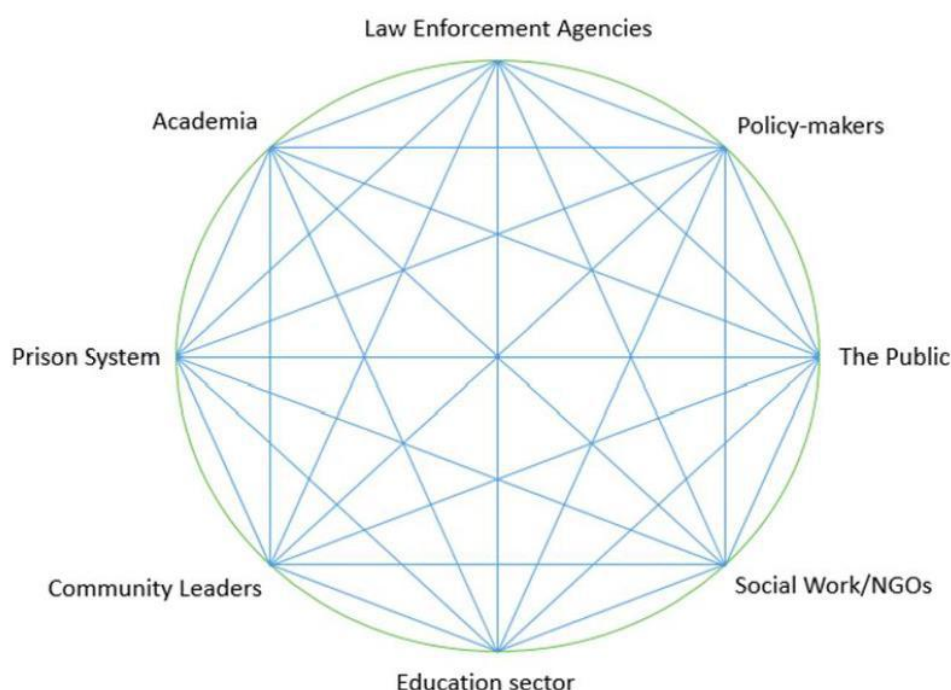 Law Enforcement Agencies
Academia
Policy-makers
Prison System
The Public
Community Leaders
Social Work/NGOs
Education sector